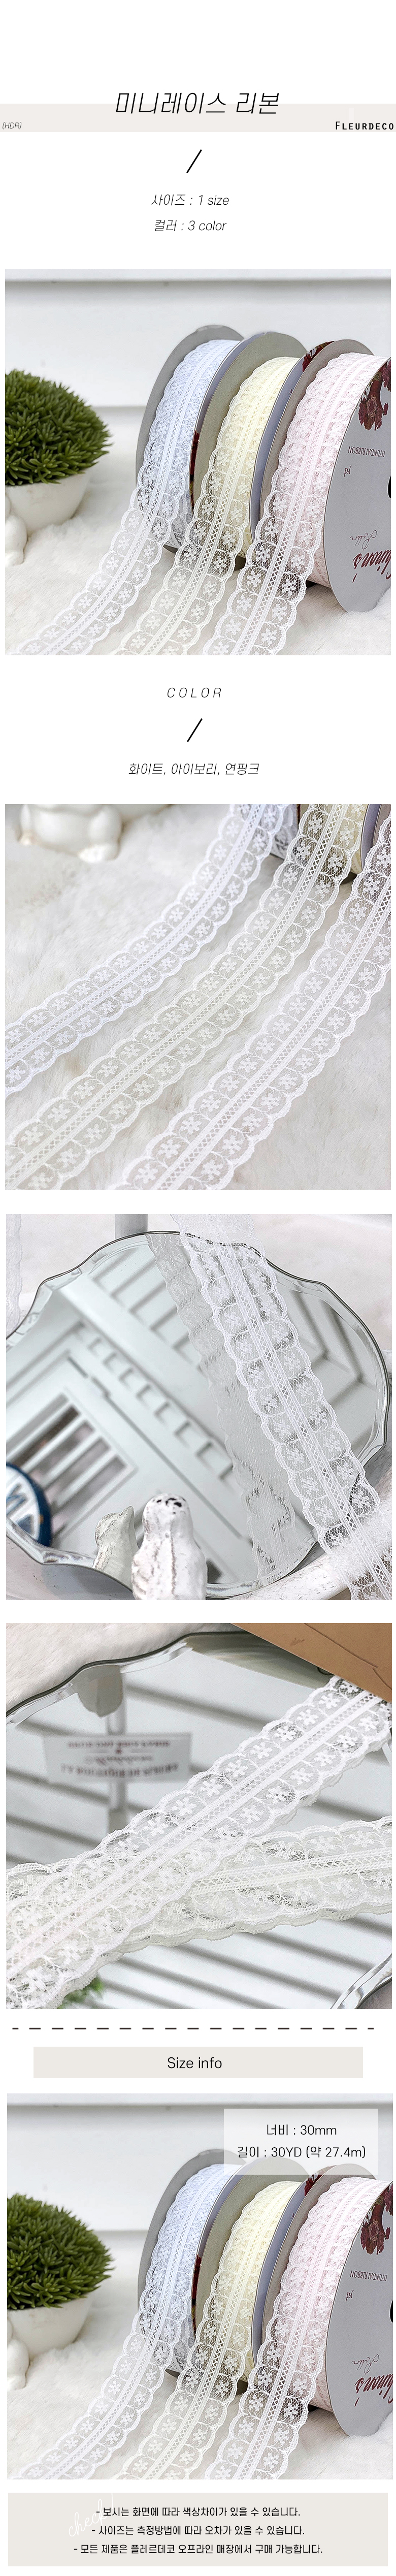 미니레이스 리본
(HDR)
FLEURDECO
사이즈 : 1 size
컬러 : 3 color
COLOR
화이트, 아이보리, 연핑크
Size info
너비 : 30mm
길이 : 30YD (약 27.4m)
check!
- 보시는 화면에 따라 색상차이가 있을 수 있습니다.
- 사이즈는 측정방법에 따라 오차가 있을 수 있습니다.
- 모든 제품은 플레르데코 오프라인 매장에서 구매 가능합니다.